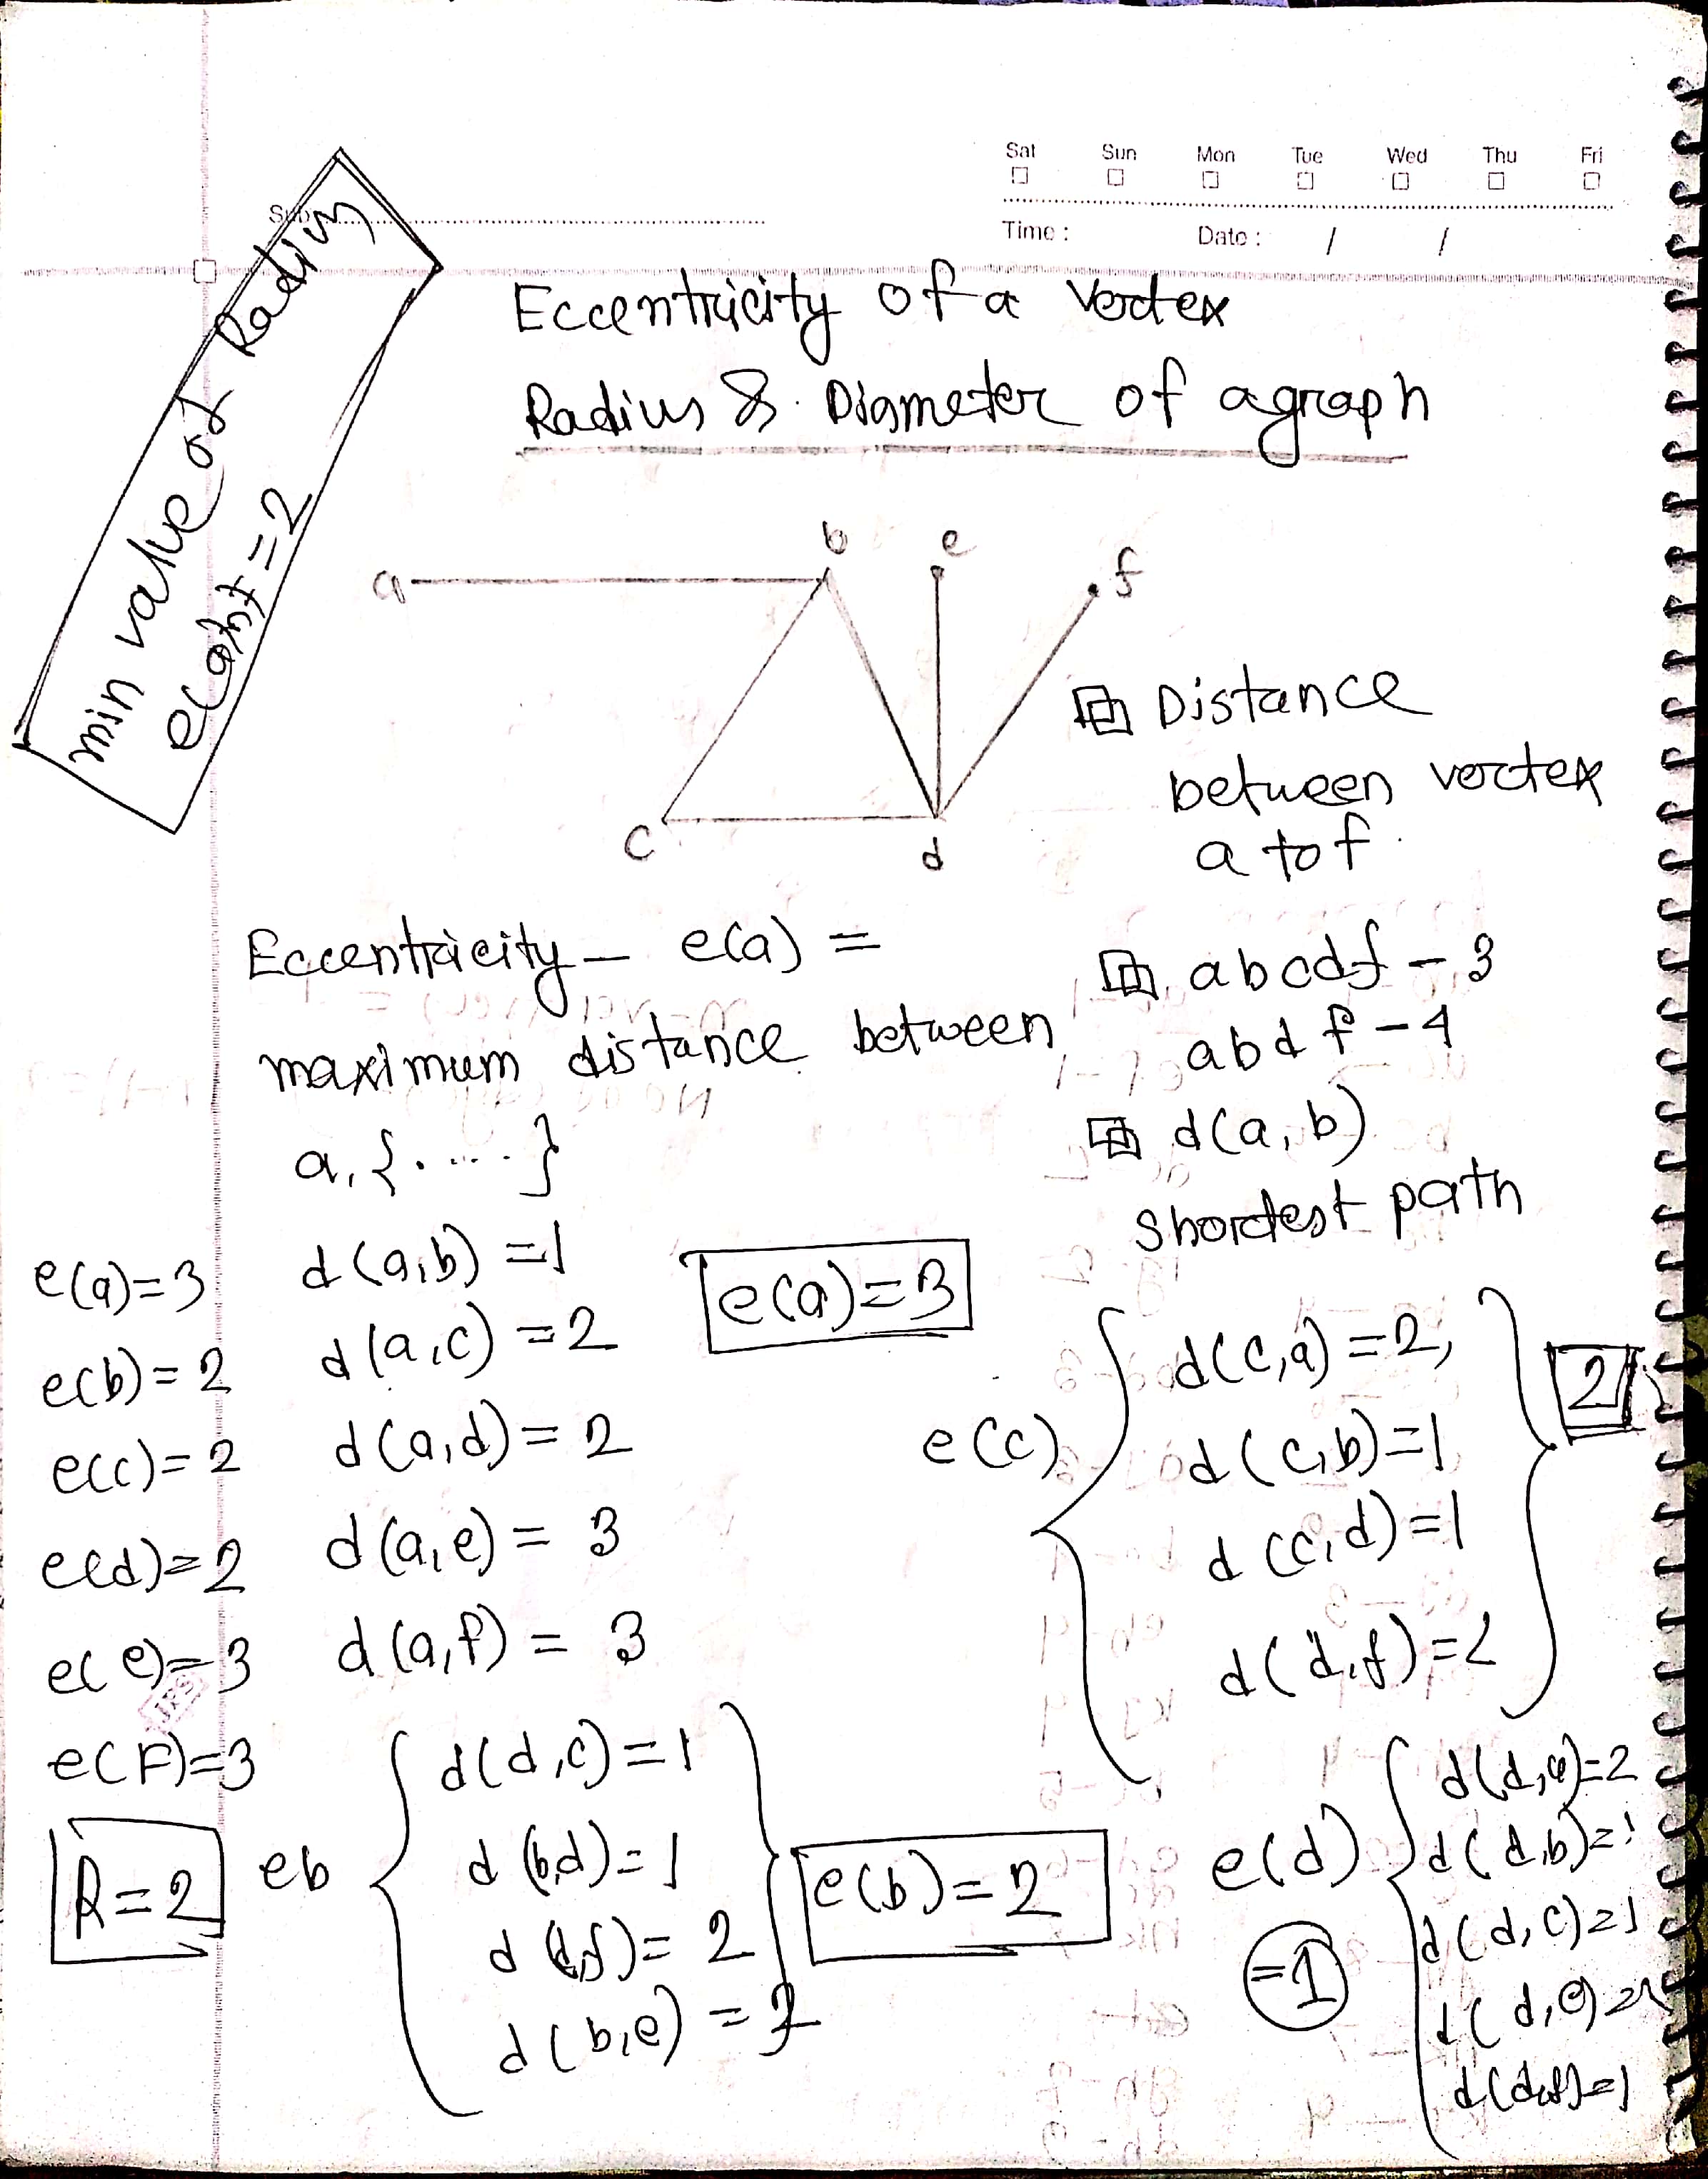 Sat Sun Mon Tue Wed Thu Fri
Sub
Time : Date : / /
min value of Radius
= 2
Eccentricity of a vertex
Radius & Diameter of a graph
a b e f
c d
Distance
between vertex
a to f
Eccentricity – e(a) =
maximum distance between
a, {.....}
abcdf – 3
abdf – 4
d(a,b)
shortest path
e(a)=3
e(b)=2
e(c)=2
e(d)=2
e(e)=3
e(F)=3
R=2
d(a,b)=1
d(a,c)=2
d(a,d)=2
d(a,e)=3
d(a,f)=3
e(a)=3
e(c)
d(c,a)=2,
d(c,b)=1
d(c,d)=1
d(d,f)=2
2
eb
d(d,c)=1
d(b,d)=1
=2
d(b,e)=2
e(b)=2
e(d)
=1
d(d,a)=2
d(d,b)=1
d(d,c)=1
d(d,e)
d(d,f)=1